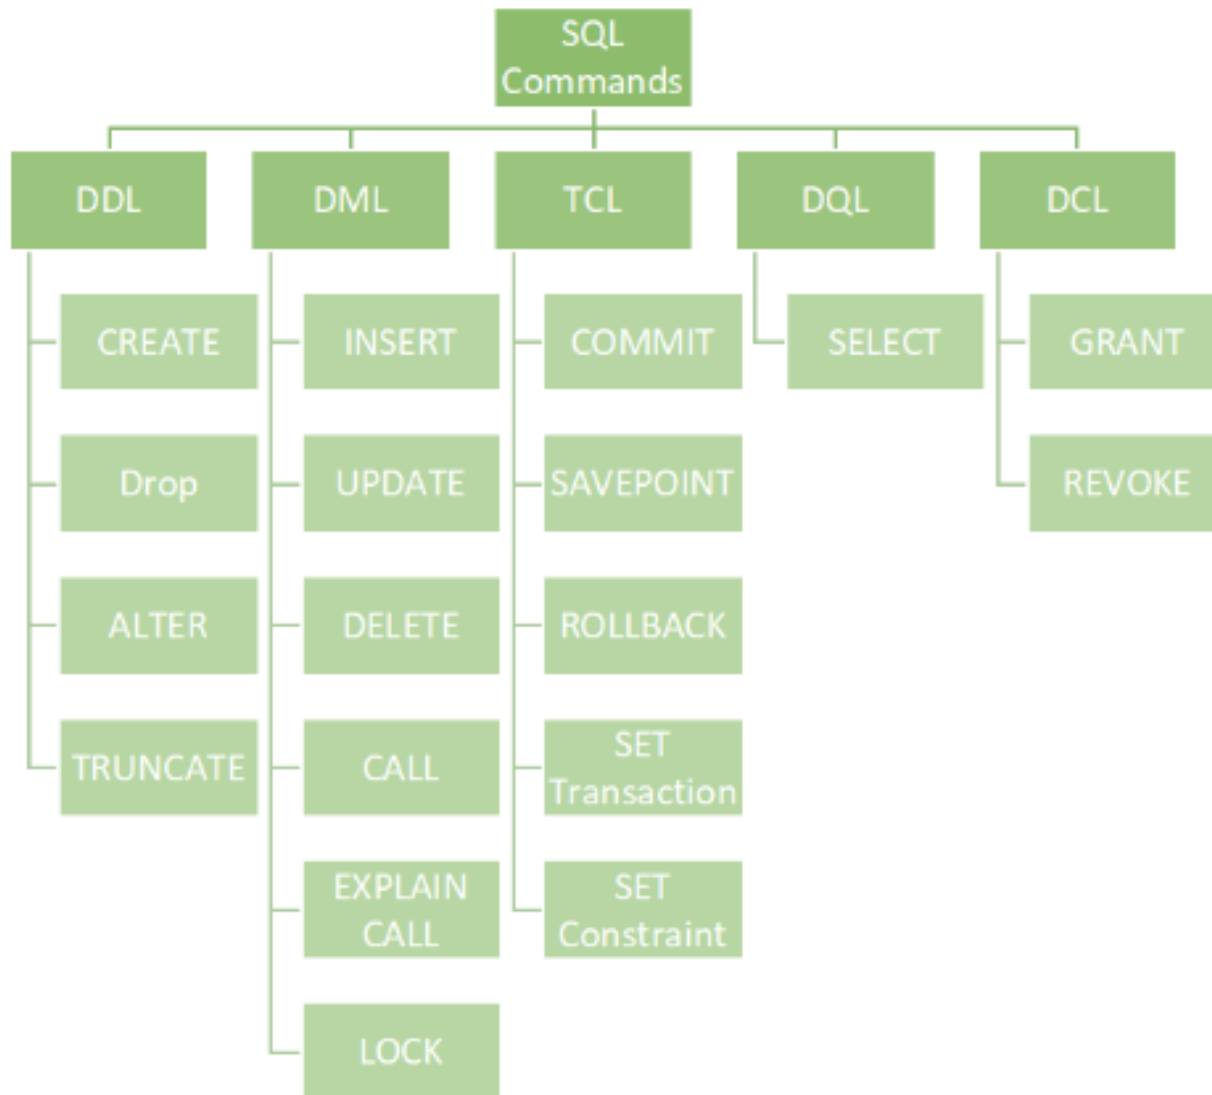 SQL
Commands
DDL
DML
TCL
DQL
DCL
CREATE
INSERT
COMMIT
SELECT
GRANT
Drop
UPDATE
SAVEPOINT
REVOKE
ALTER
DELETE
ROLLBACK
TRUNCATE
CALL
SET
Transaction
EXPLAIN
CALL
SET
Constraint
LOCK